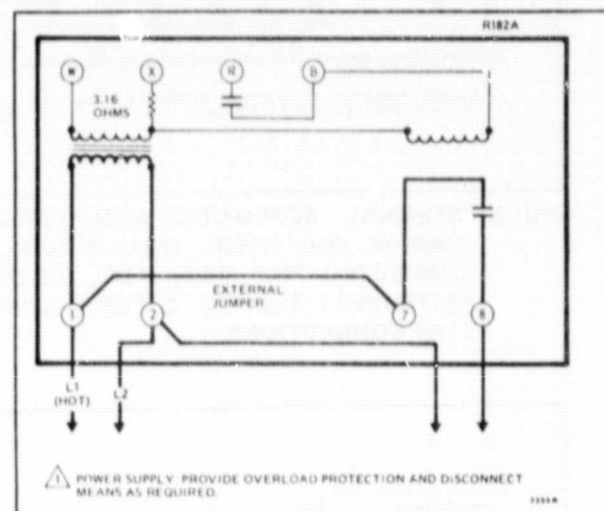 R182A
W X R B
3.16
OHMS
EXTERNAL
JUMPER
1 2 7 8
L1
(HOT)
L2
1 POWER SUPPLY. PROVIDE OVERLOAD PROTECTION AND DISCONNECT
MEANS AS REQUIRED.